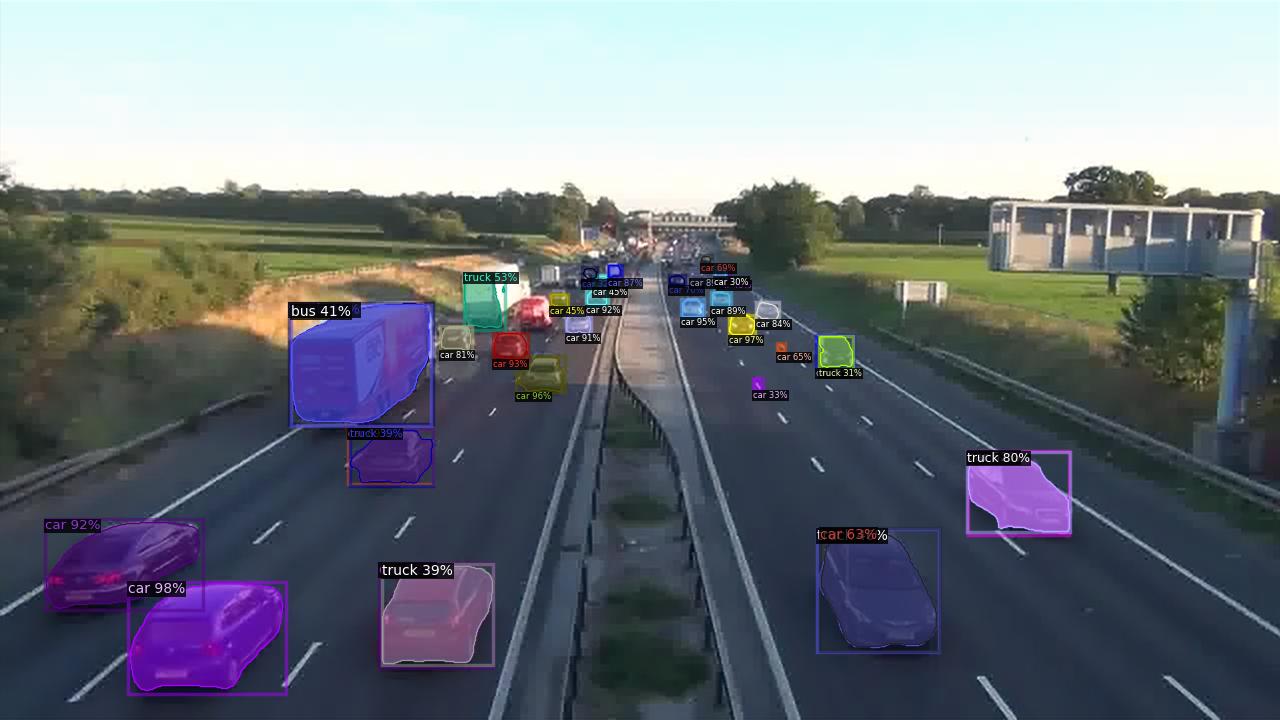 car 69%
truck 53%
car 87%
car 30%
car 45%
bus 41%
car 45%
car 92%
car 89%
car 95%
car 84%
car 91%
car 97%
car 81%
car 65%
car 93%
truck 31%
car 33%
car 96%
truck 39%
truck 80%
car 92%
car 63%
truck 39%
car 98%